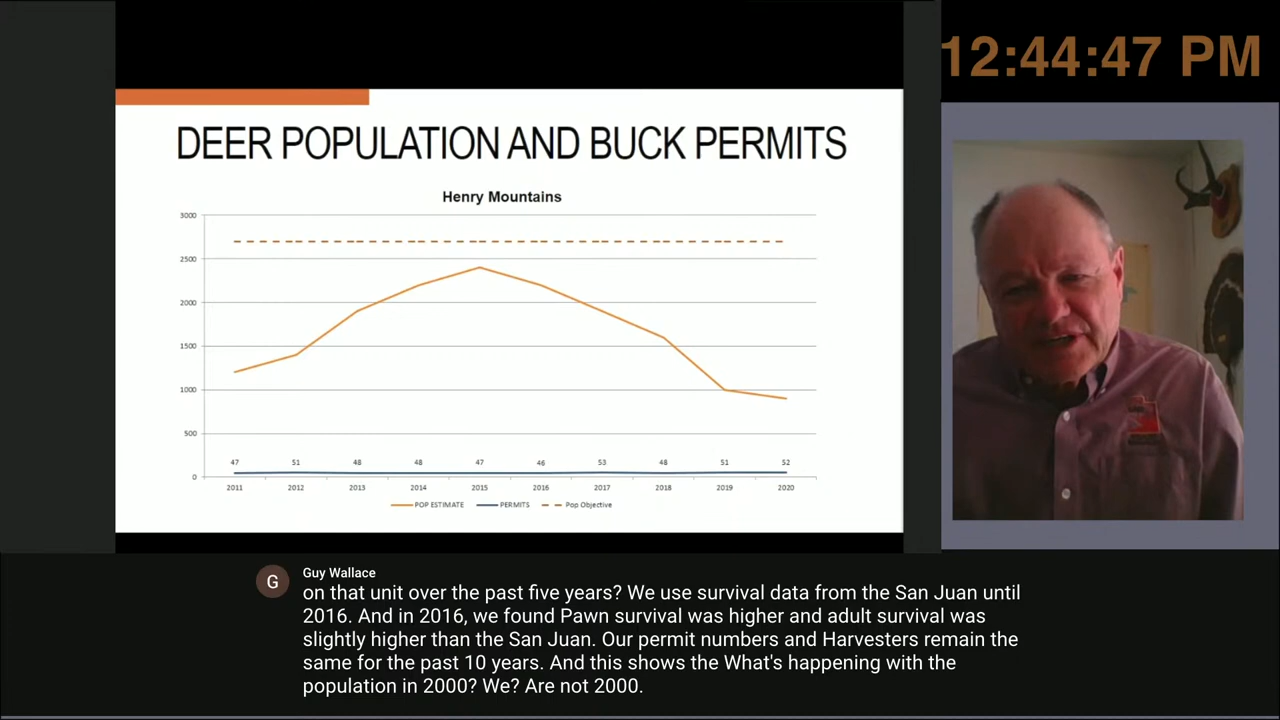 12:44:47 PM
DEER POPULATION AND BUCK PERMITS
Henry Mountains
3000
2500
2000
1500
1000
500
0
47 51 48 48 47 46 53 48 51 52
2011 2012 2013 2014 2015 2016 2017 2018 2019 2020
POP ESTIMATE PERMITS Pop Objective
G
Guy Wallace
on that unit over the past five years? We use survival data from the San Juan until
2016. And in 2016, we found Pawn survival was higher and adult survival was
slightly higher than the San Juan. Our permit numbers and Harvesters remain the
same for the past 10 years. And this shows the What's happening with the
population in 2000? We? Are not 2000.